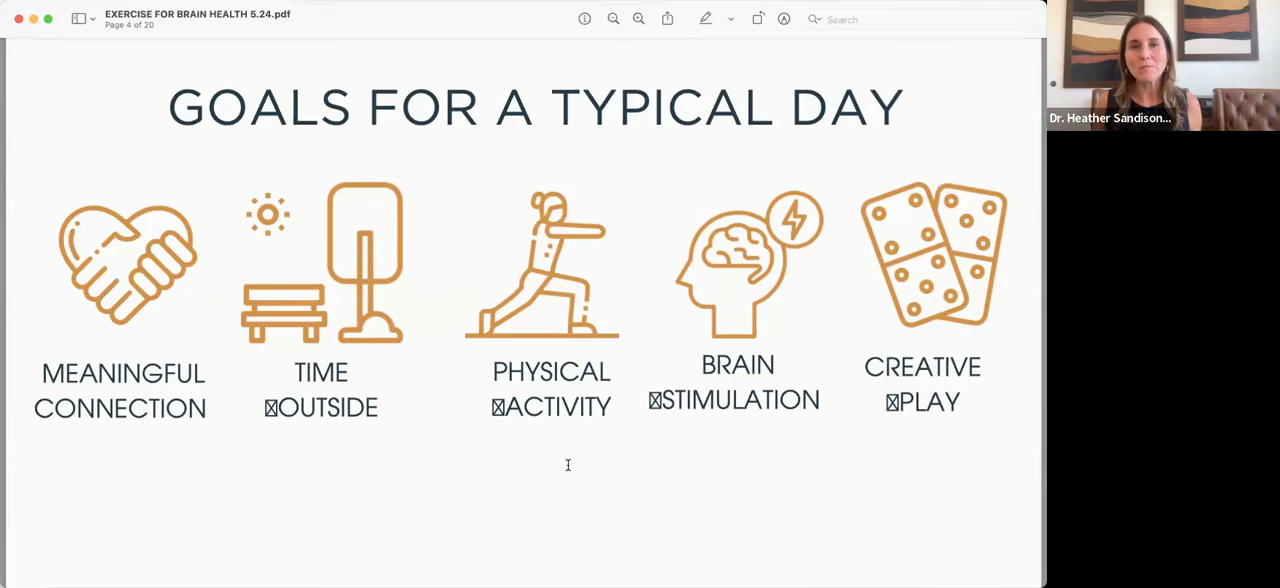 EXERCISE FOR BRAIN HEALTH 5.24.pdf
Page 4 of 20
Search
GOALS FOR A TYPICAL DAY
MEANINGFUL
CONNECTION
TIME
OUTSIDE
PHYSICAL
ACTIVITY
BRAIN
STIMULATION
CREATIVE
PLAY
Dr. Heather Sandison...